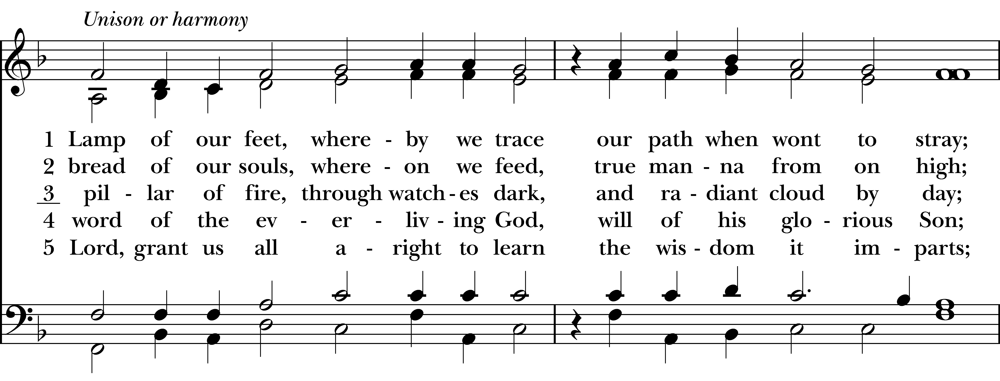 Unison or harmony
1 Lamp of our feet, where - by we trace our path when wont to stray;
2 bread of our souls, where - on we feed, true man - na from on high;
3 pil - lar of fire, through watch - es dark, and ra - diant cloud by day;
4 word of the ev - er - liv - ing God, will of his glo - rious Son;
5 Lord, grant us all a - right to learn the wis - dom it im - parts;